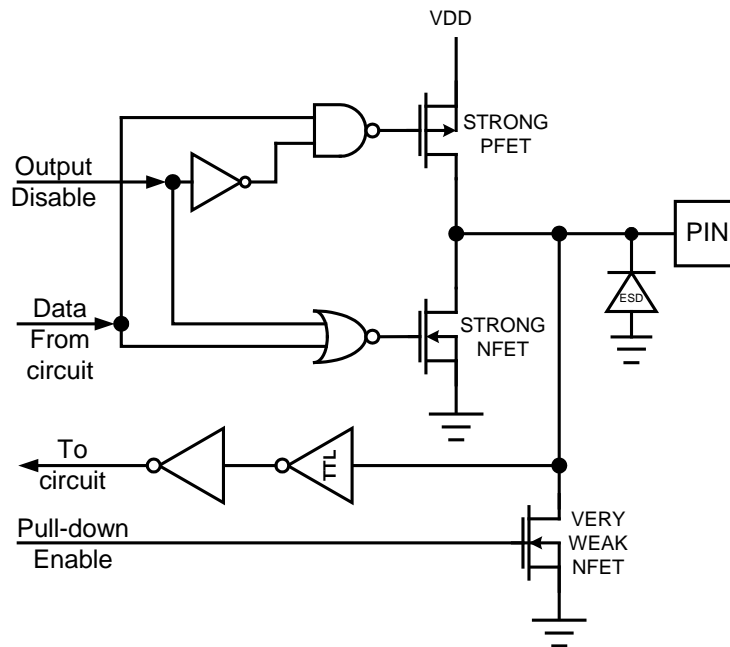 VDD
STRONG
PFET
Output
Disable
PIN
ESD
Data
From
circuit
STRONG
NFET
To
circuit
TTL
Pull-down
Enable
VERY
WEAK
NFET